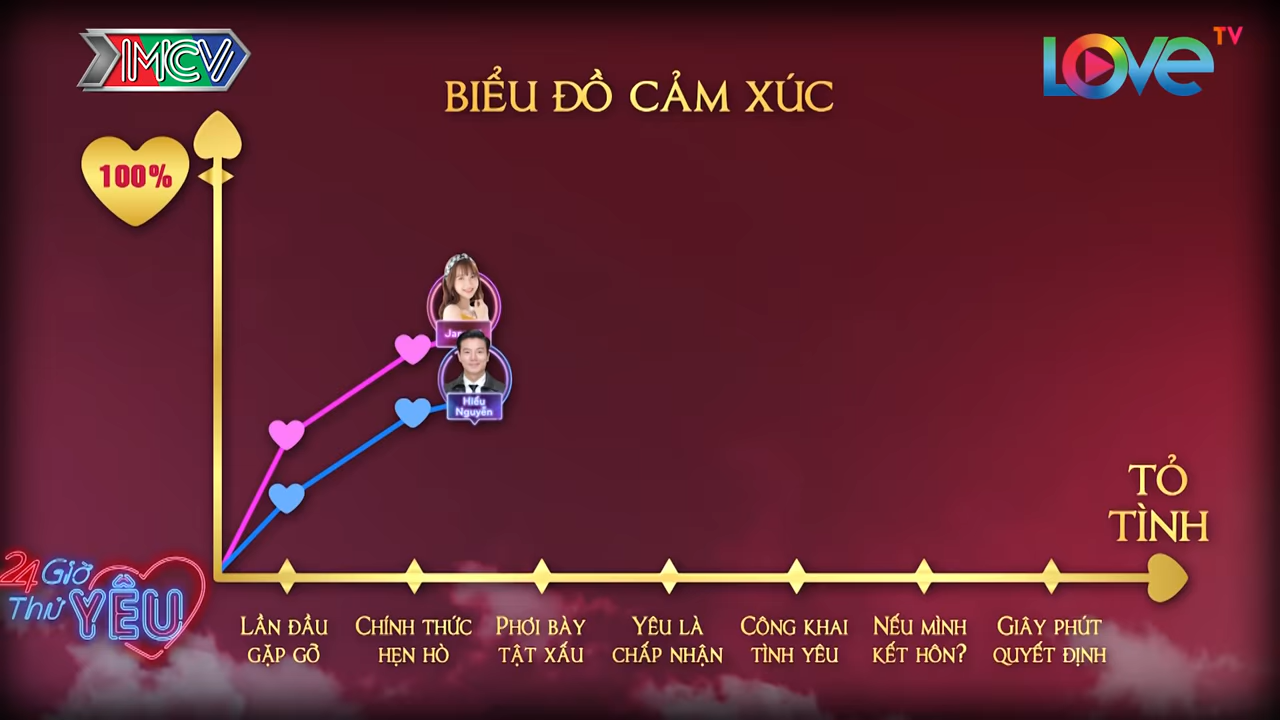 MCV
LOVE TV
BIỂU ĐỒ CẢM XÚC
100%
Hiếu
Nguyễn
TỎ
TÌNH
24 Giờ
Thử YÊU
LẦN ĐẦU
GẶP GỠ
CHÍNH THỨC
HẸN HÒ
PHƠI BÀY
TẬT XẤU
YÊU LÀ
CHẤP NHẬN
CÔNG KHAI
TÌNH YÊU
NẾU MÌNH
KẾT HÔN?
GIÂY PHÚT
QUYẾT ĐỊNH